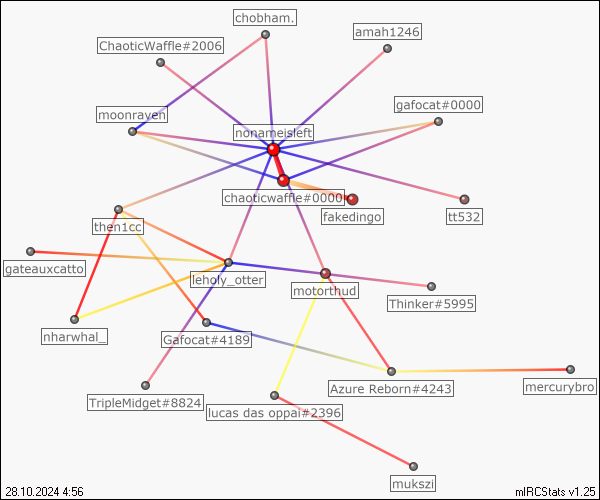 chobham.
amah1246
ChaoticWaffle#2006
gafocat#0000
moonraven
nonameisleft
chaoticwaffle#0000
fakedingo
tt532
then1cc
gateauxcatto
leholy_otter
motorthud
Thinker#5995
nharwhal_
Gafocat#4189
Azure Reborn#4243
mercurybro
TripleMidget#8824
lucas das oppai#2396
mukszi
28.10.2024 4:56
mIRCStats v1.25